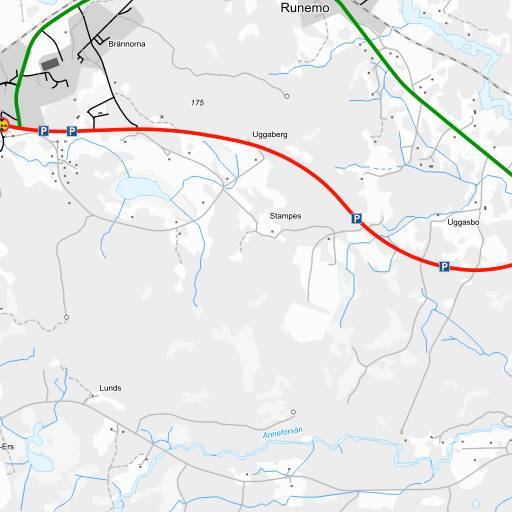 Runemo
Brännorna
175
Uggaberg
P P
Stampes
P
Uggasbo
P
Lunds
Anneforsån
-Ers